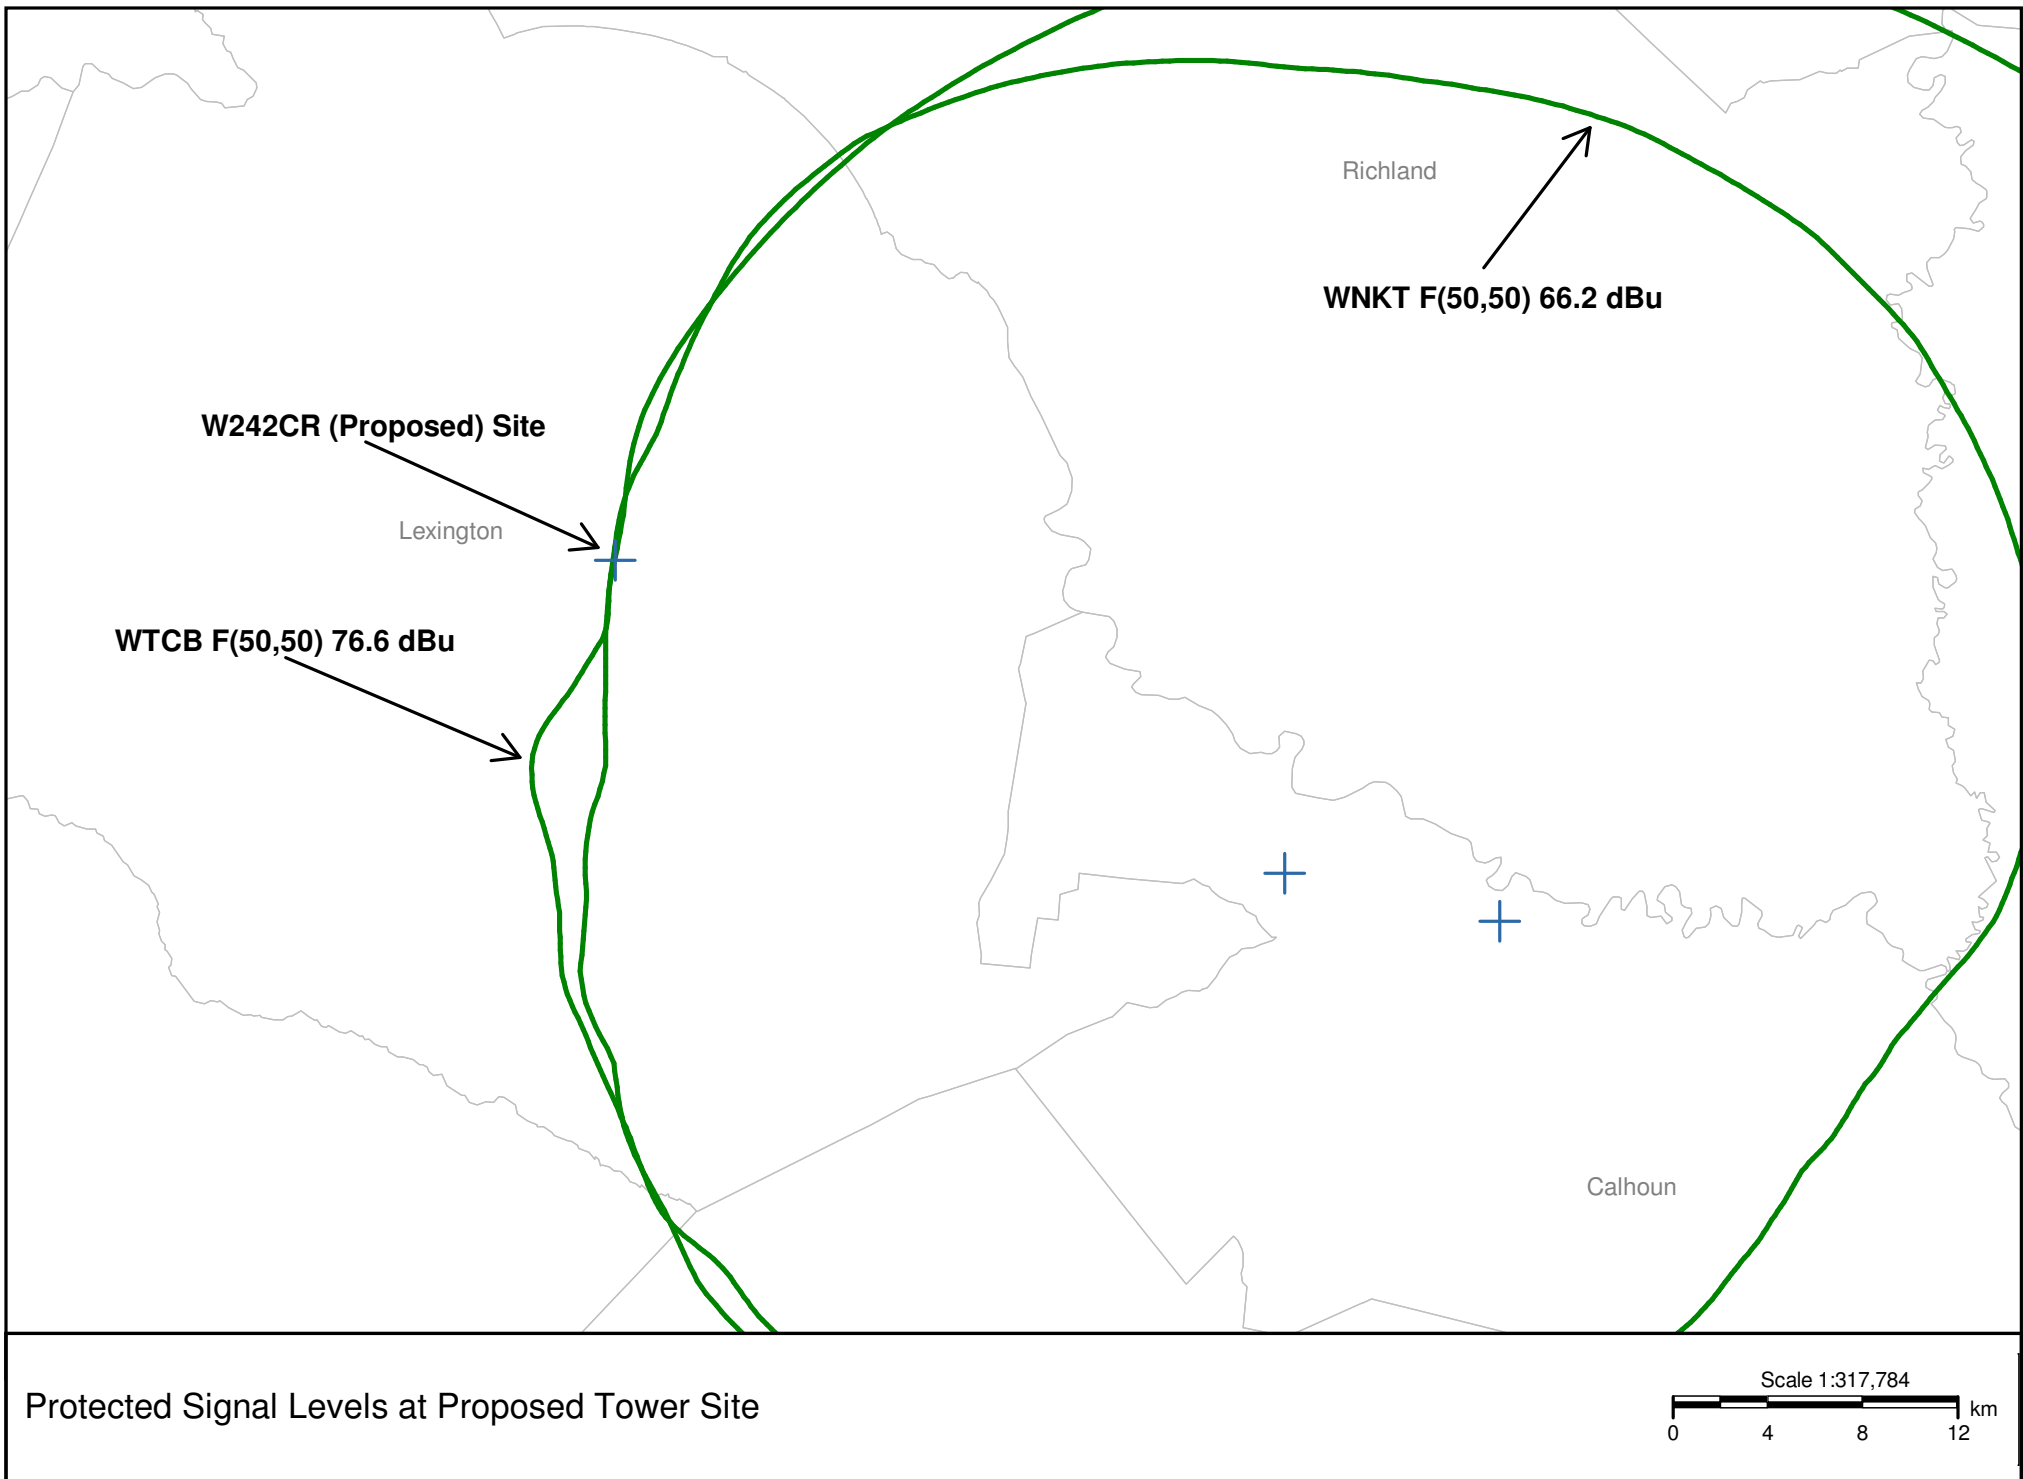 Richland
WNKT F(50,50) 66.2 dBu
W242CR (Proposed) Site
Lexington
WTCB F(50,50) 76.6 dBu
Calhoun
Protected Signal Levels at Proposed Tower Site
Scale 1:317,784
km
0 4 8 12